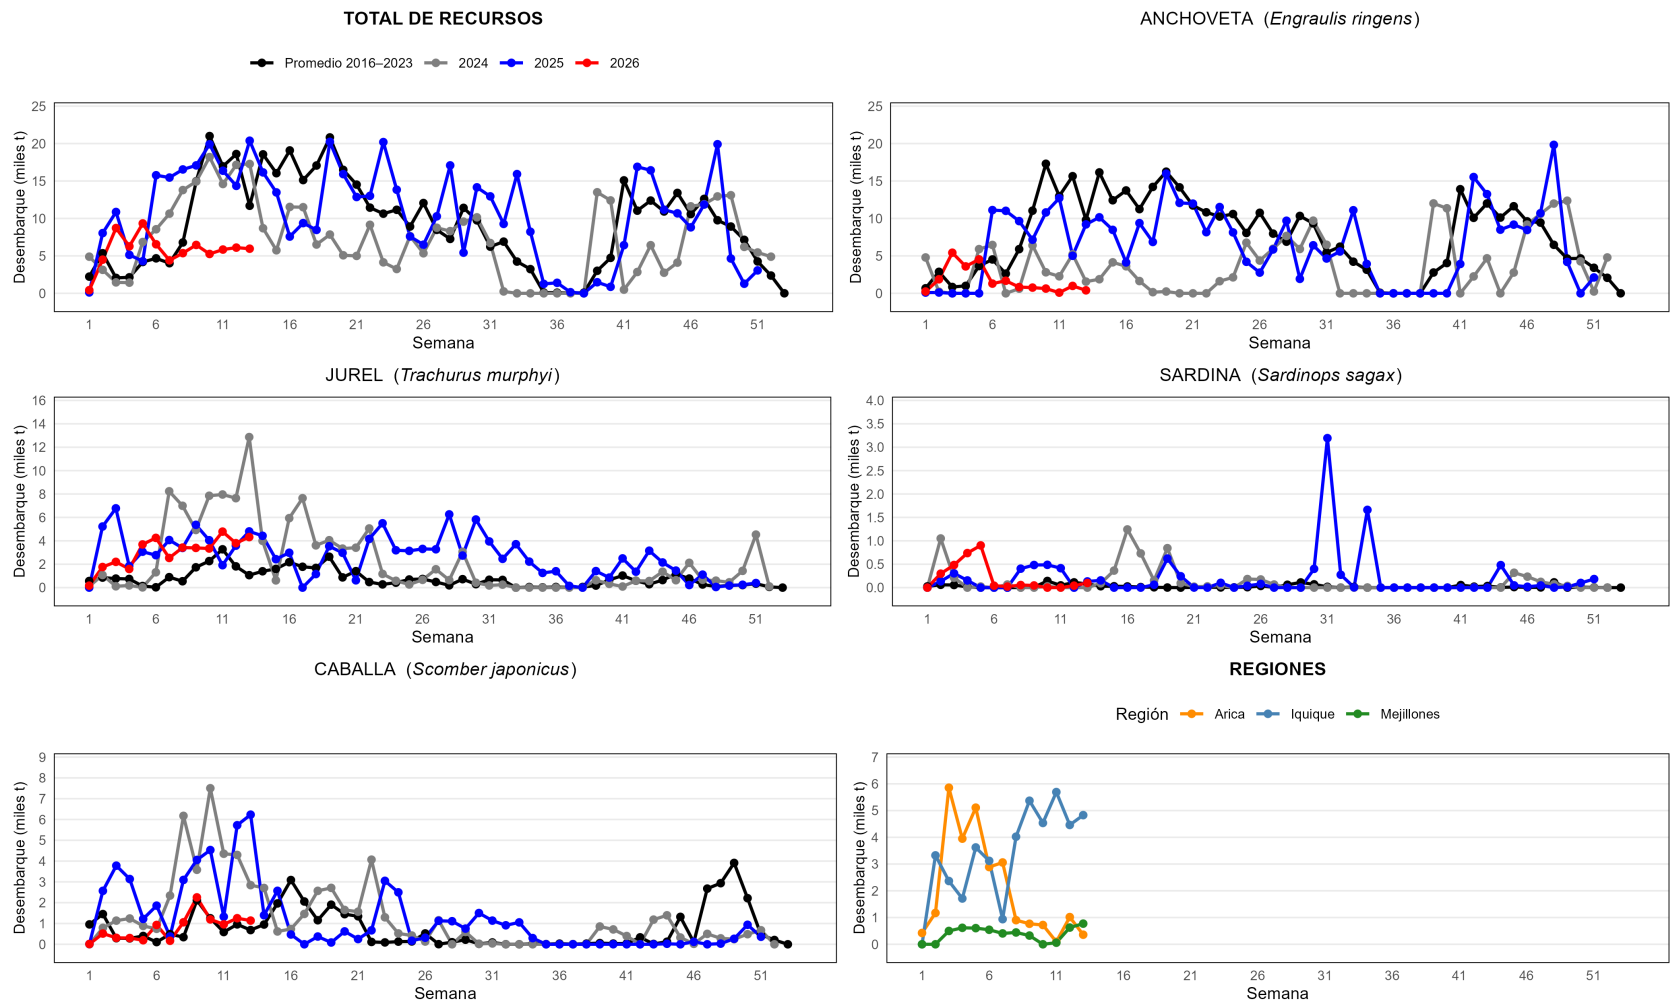 TOTAL DE RECURSOS
Promedio 2016–2023 2024 2025 2026
Desembarque (miles t)
25
20
15
10
5
0
1 6 11 16 21 26 31 36 41 46 51
Semana
ANCHOVETA (Engraulis ringens)
Desembarque (miles t)
25
20
15
10
5
0
1 6 11 16 21 26 31 36 41 46 51
Semana
JUREL (Trachurus murphyi)
Desembarque (miles t)
16
14
12
10
8
6
4
2
0
1 6 11 16 21 26 31 36 41 46 51
Semana
SARDINA (Sardinops sagax)
Desembarque (miles t)
4.0
3.5
3.0
2.5
2.0
1.5
1.0
0.5
0.0
1 6 11 16 21 26 31 36 41 46 51
Semana
CABALLA (Scomber japonicus)
Desembarque (miles t)
9
8
7
6
5
4
3
2
1
0
1 6 11 16 21 26 31 36 41 46 51
Semana
REGIONES
Región Arica Iquique Mejillones
Desembarque (miles t)
7
6
5
4
3
2
1
0
1 6 11 16 21 26 31 36 41 46 51
Semana